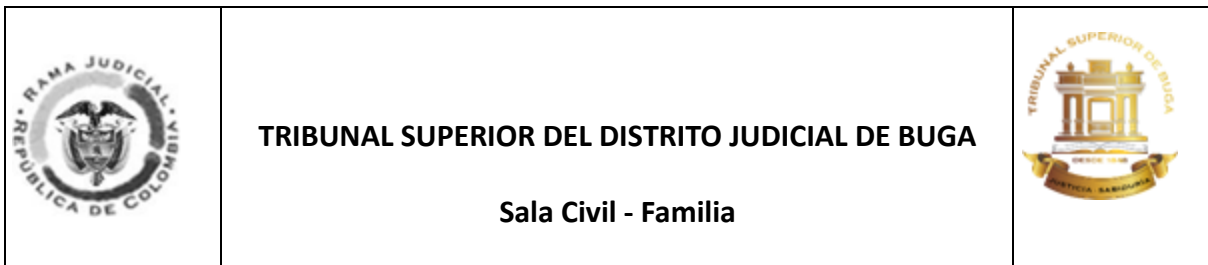 RAMA JUDICIAL
REPÚBLICA DE COLOMBIA
TRIBUNAL SUPERIOR DEL DISTRITO JUDICIAL DE BUGA
Sala Civil - Familia
TRIBUNAL SUPERIOR DE BUGA
JUSTICIA - SABIDURIA